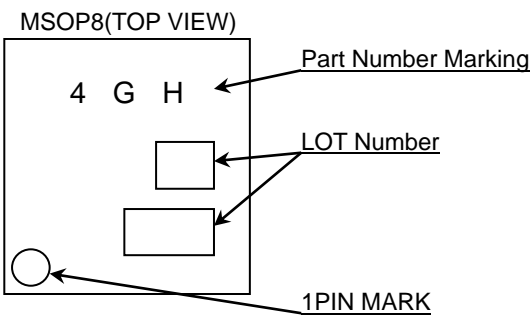 MSOP8(TOP VIEW)
Part Number Marking
4 G H
LOT Number
1PIN MARK